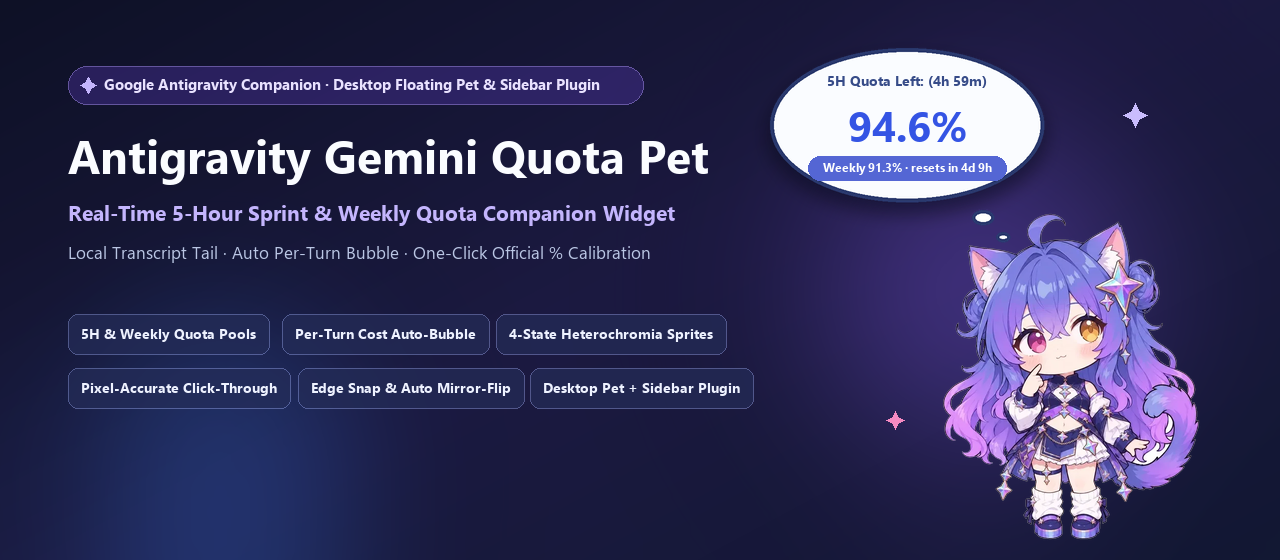 Google Antigravity Companion · Desktop Floating Pet & Sidebar Plugin
Antigravity Gemini Quota Pet
Real-Time 5-Hour Sprint & Weekly Quota Companion Widget
Local Transcript Tail · Auto Per-Turn Bubble · One-Click Official % Calibration
5H & Weekly Quota Pools
Per-Turn Cost Auto-Bubble
4-State Heterochromia Sprites
Pixel-Accurate Click-Through
Edge Snap & Auto Mirror-Flip
Desktop Pet + Sidebar Plugin
5H Quota Left: (4h 59m)
94.6%
Weekly 91.3% · resets in 4d 9h